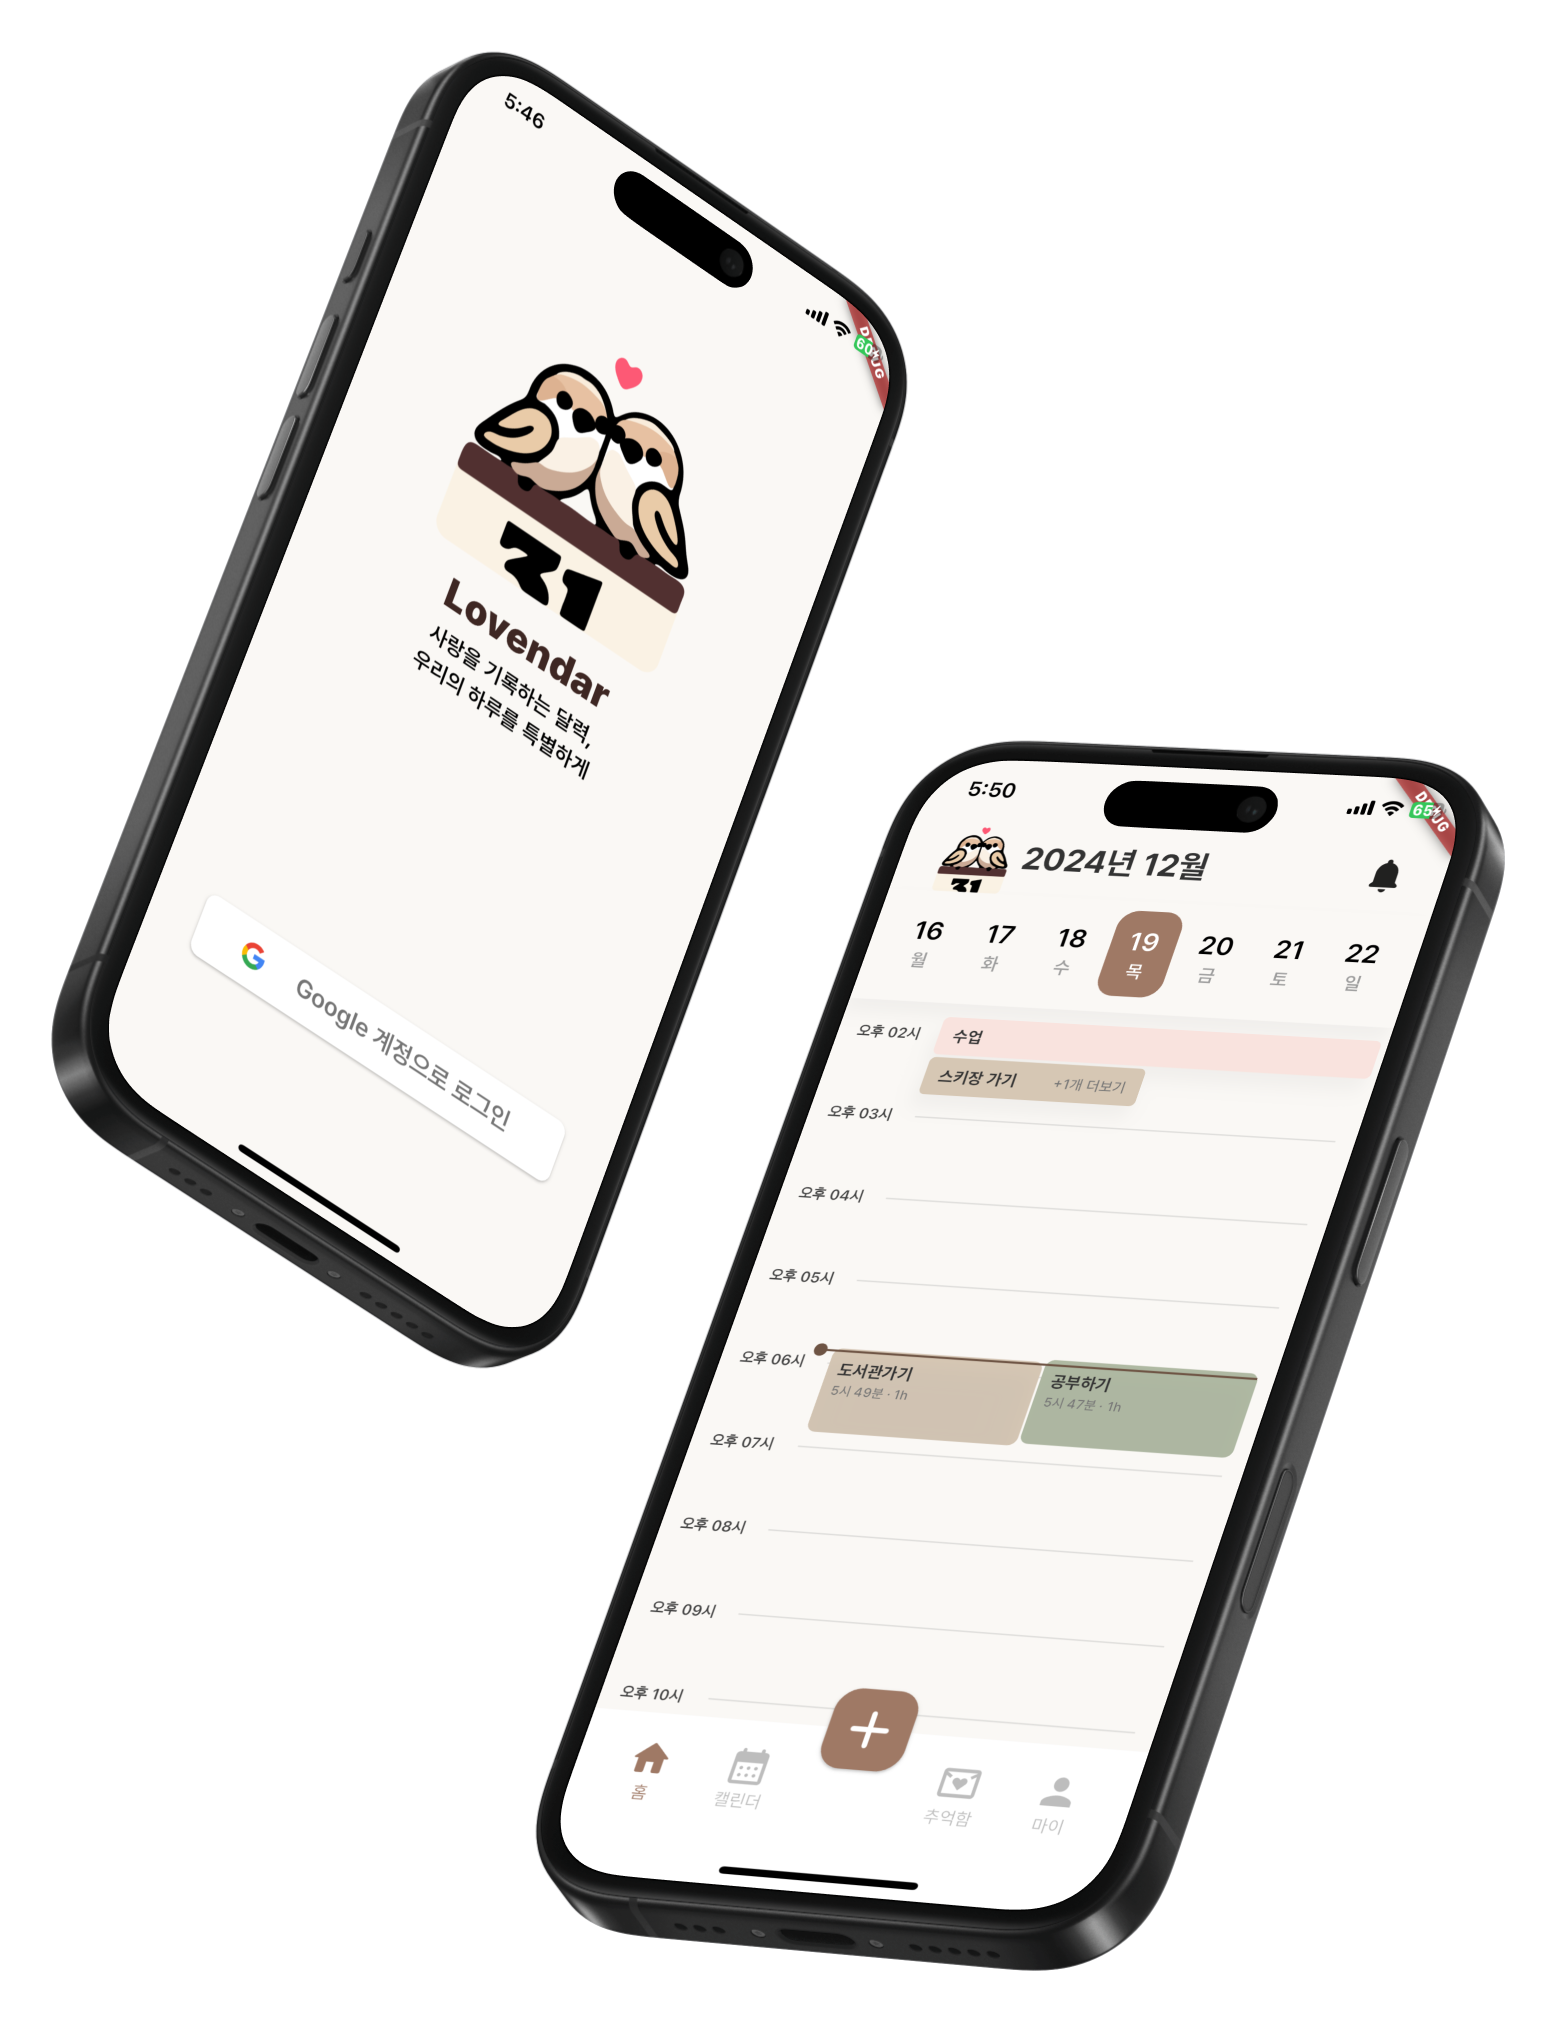 5:46
60
DEBUG
31
Lovendar
사랑을 기록하는 달력,
우리의 하루를 특별하게
Google 계정으로 로그인
5:50
65
DEBUG
31
2024년 12월
16 17 18 19 20 21 22
월 화 수 목 금 토 일
오후 02시
수업
스키장 가기 +1개 더보기
오후 03시
오후 04시
오후 05시
오후 06시
도서관가기
5시 49분 · 1h
공부하기
5시 47분 · 1h
오후 07시
오후 08시
오후 09시
오후 10시
홈 캘린더 추억함 마이